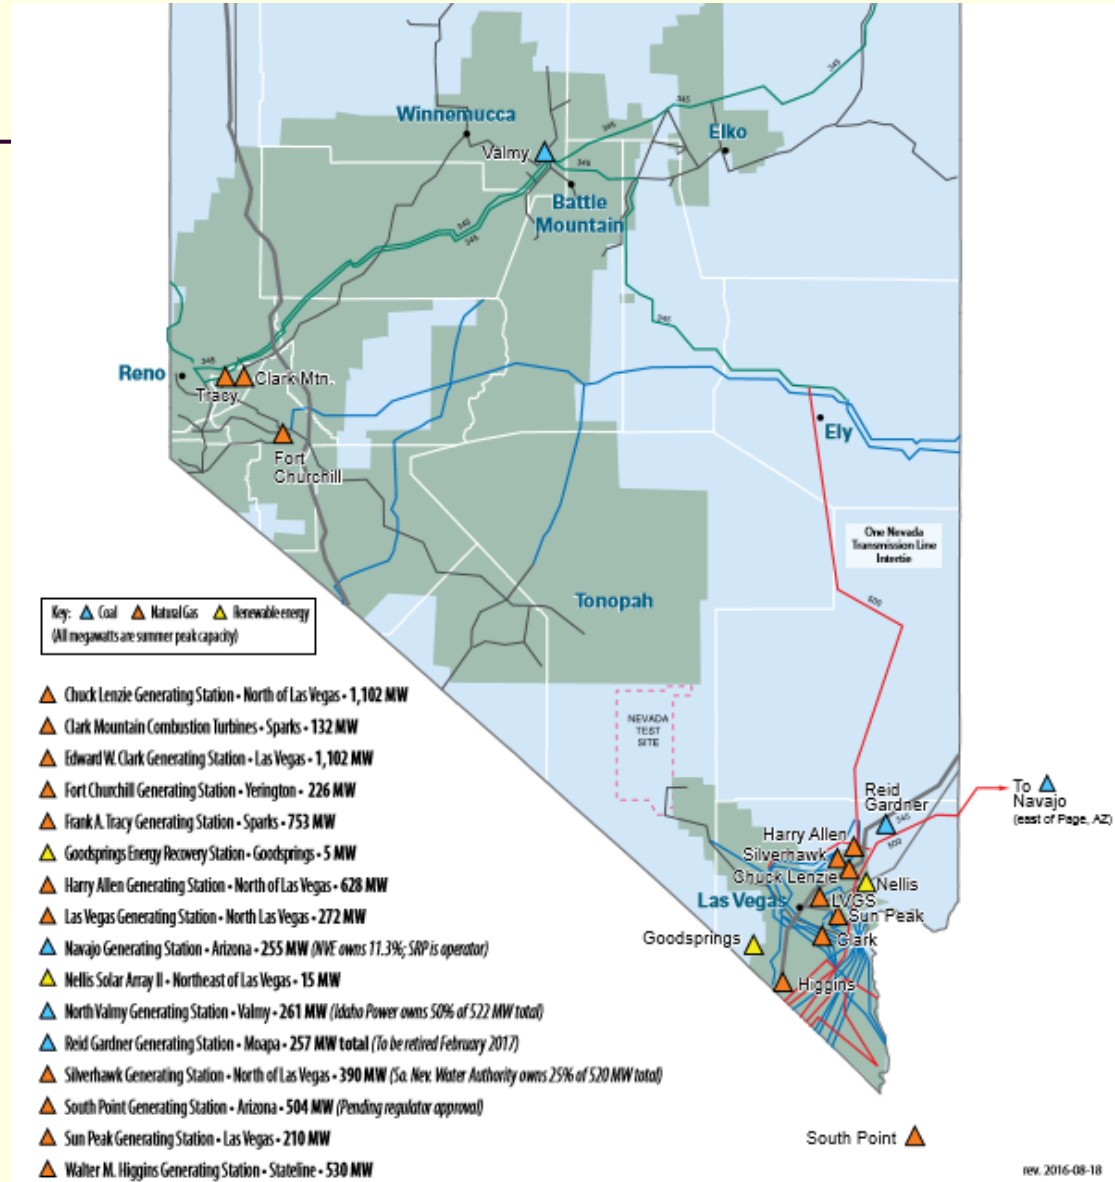 345
345
Winnemucca
345
Elko
Valmy
345
Battle
Mountain
345
345
345
345
Reno
Clark Mtn.
Tracy
Ely
Fort
Churchill
One Nevada
Transmission Line
Intertie
500
Tonopah
Key: Coal Natural Gas Renewable energy
(All megawatts are summer peak capacity)
Chuck Lenzie Generating Station • North of Las Vegas • 1,102 MW
Clark Mountain Combustion Turbines • Sparks • 132 MW
Edward W. Clark Generating Station • Las Vegas • 1,102 MW
Fort Churchill Generating Station • Yerington • 226 MW
Frank A. Tracy Generating Station • Sparks • 753 MW
Goodsprings Energy Recovery Station • Goodsprings • 5 MW
Harry Allen Generating Station • North of Las Vegas • 628 MW
Las Vegas Generating Station • North Las Vegas • 272 MW
Navajo Generating Station • Arizona • 255 MW (NVE owns 11.3%; SRP is operator)
Nellis Solar Array II • Northeast of Las Vegas • 15 MW
North Valmy Generating Station • Valmy • 261 MW (Idaho Power owns 50% of 522 MW total)
Reid Gardner Generating Station • Moapa • 257 MW total (To be retired February 2017)
Silverhawk Generating Station • North of Las Vegas • 390 MW (So. Nev. Water Authority owns 25% of 520 MW total)
South Point Generating Station • Arizona • 504 MW (Pending regulator approval)
Sun Peak Generating Station • Las Vegas • 210 MW
Walter M. Higgins Generating Station • Stateline • 530 MW
NEVADA
TEST
SITE
Reid
Gardner
To
Navajo
(east of Page, AZ)
345
500
Harry Allen
Silverhawk
Chuck Lenzie
Nellis
Las Vegas
LVGS
Sun Peak
Goodsprings
Clark
Higgins
South Point
rev. 2016-08-18